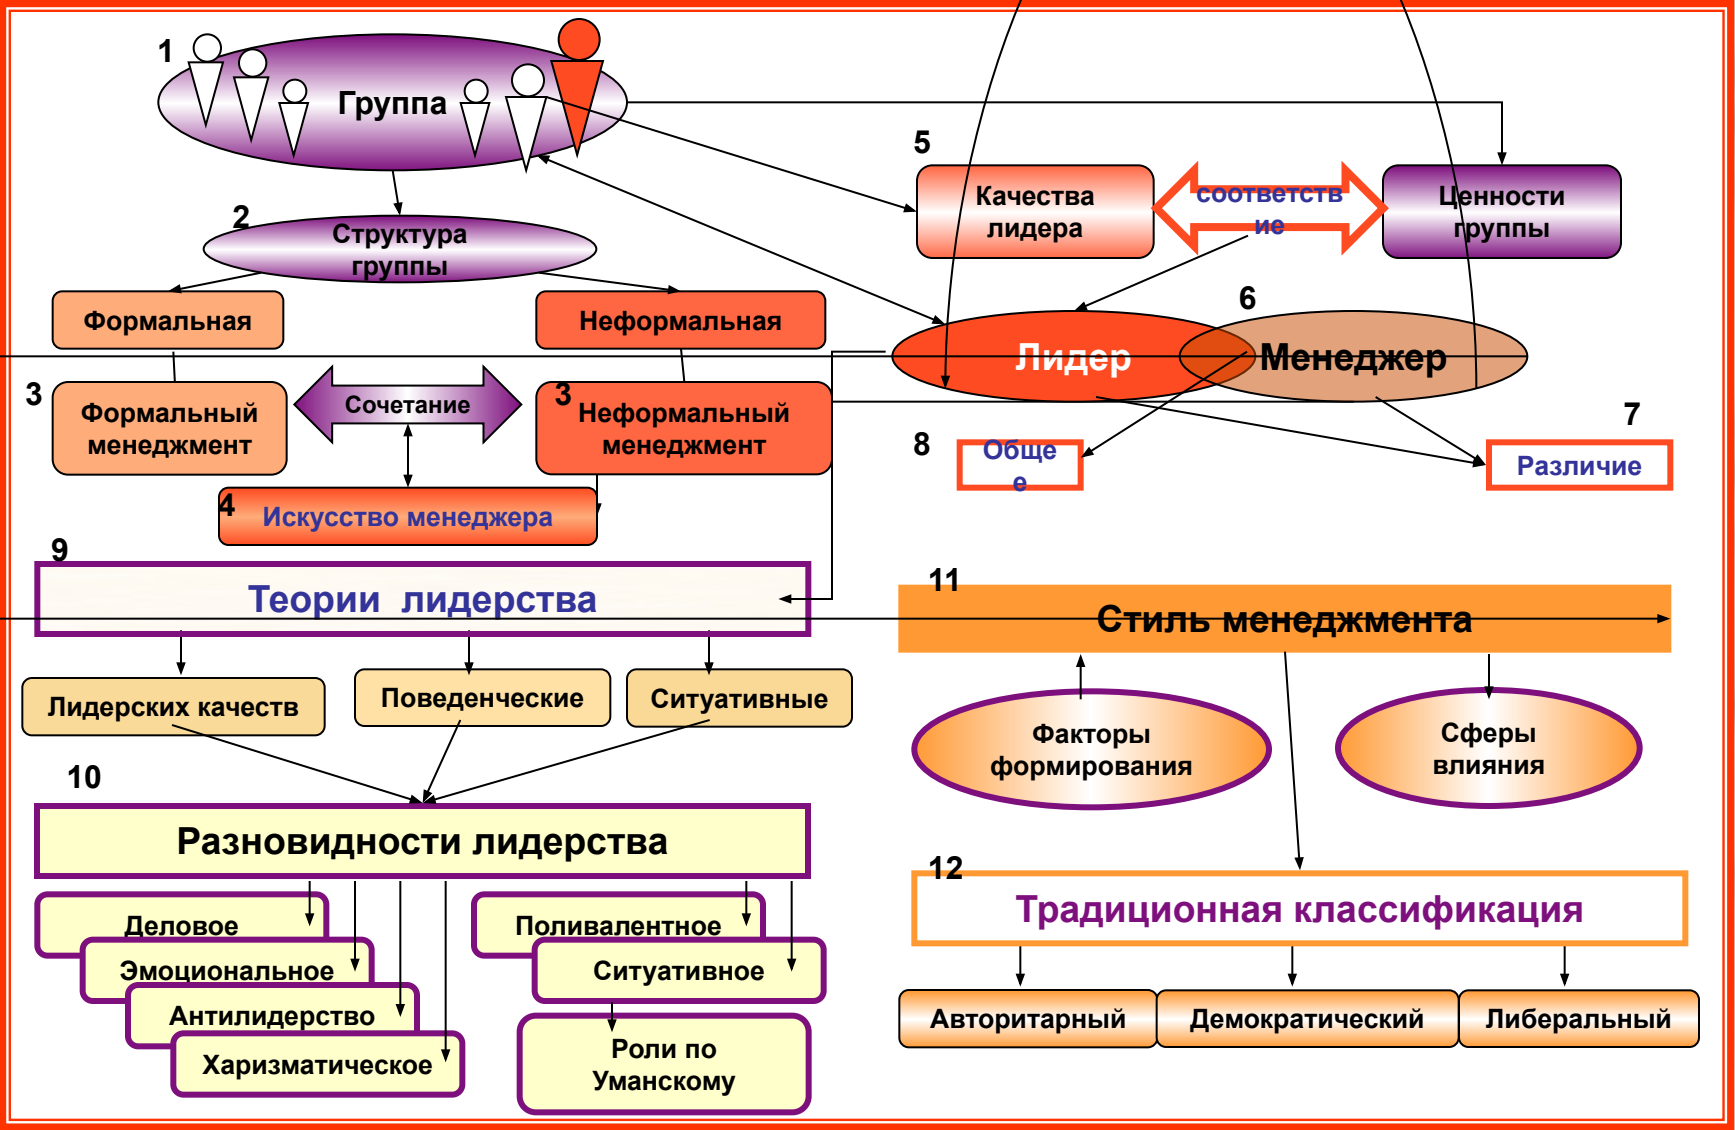 1
Группа
2
Структура
группы
Формальная
Неформальная
3
Формальный
менеджмент
Сочетание
3
Неформальный
менеджмент
4
Искусство менеджера
5
Качества
лидера
соответств
ие
Ценности
группы
6
Лидер
Менеджер
7
8
Обще
е
Различие
9
Теории лидерства
Лидерских качеств
Поведенческие
Ситуативные
10
Разновидности лидерства
Деловое
Эмоциональное
Антилидерство
Харизматическое
Поливалентное
Ситуативное
Роли по
Уманскому
11
Стиль менеджмента
Факторы
формирования
Сферы
влияния
12
Традиционная классификация
Авторитарный
Демократический
Либеральный